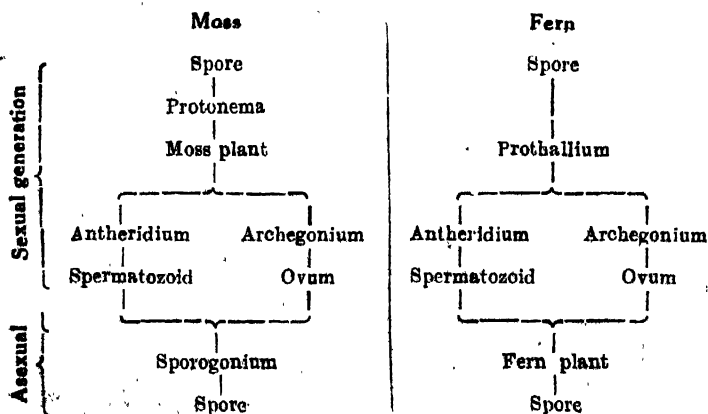 Moss Fern
Spore Spore
Protonema
Moss plant Prothallium
Sexual generation
Antheridium Archegonium Antheridium Archegonium
Spermatozoid Ovum Spermatozoid Ovum
Asexual
Sporogonium Fern plant
Spore Spore